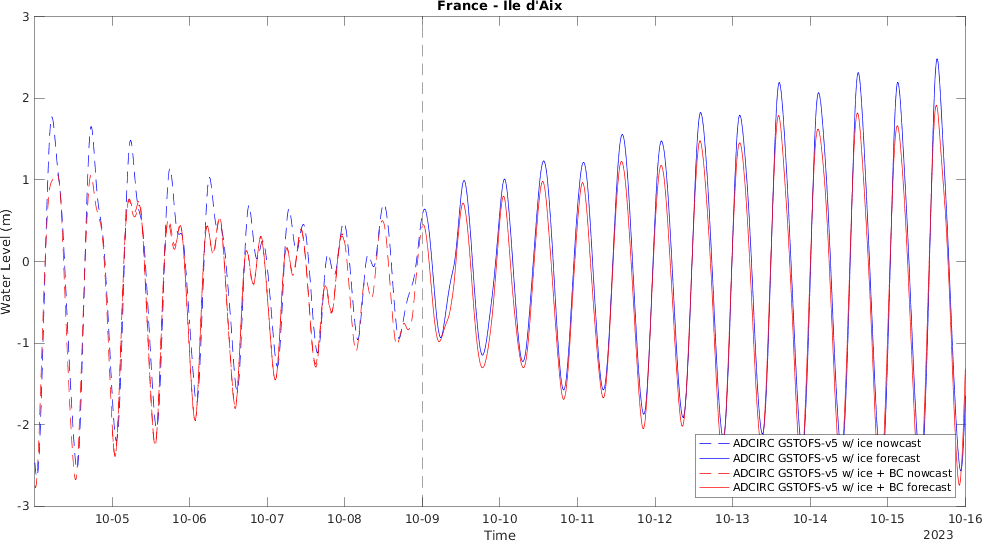 France - Ile d'Aix
Water Level (m)
3
2
1
0
-1
-2
-3
ADCIRC GSTOFS-v5 w/ ice nowcast
ADCIRC GSTOFS-v5 w/ ice forecast
ADCIRC GSTOFS-v5 w/ ice + BC nowcast
ADCIRC GSTOFS-v5 w/ ice + BC forecast
10-05 10-06 10-07 10-08 10-09 10-10 10-11 10-12 10-13 10-14 10-15 10-16
Time
2023